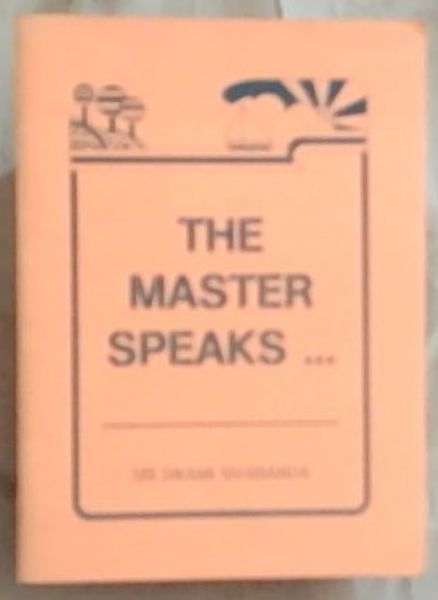 THE
MASTER
SPEAKS ...
SRI SWAMI SIVANANDA